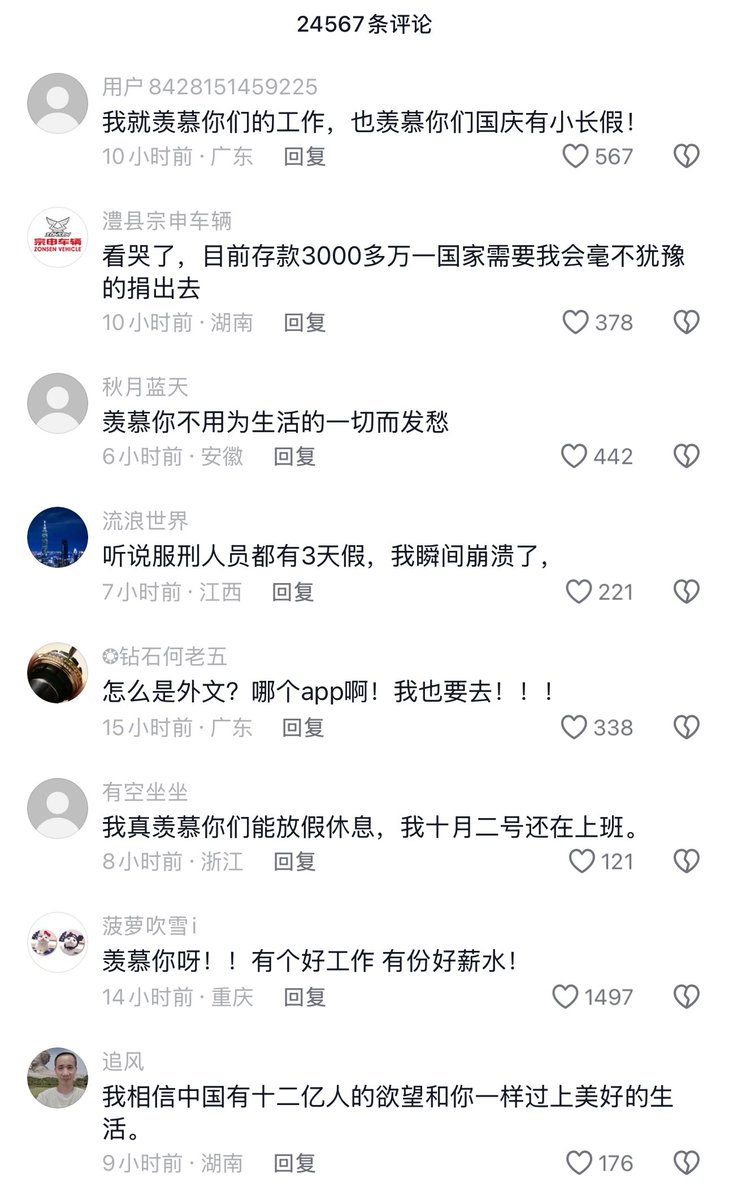 24567条评论
用户8428151459225
我就羡慕你们的工作，也羡慕你们国庆有小长假！
10小时前·广东 回复 567
宗申车辆
ZONSEN VEHICLE
澧县宗申车辆
看哭了，目前存款3000多万一国家需要我会毫不犹豫
的捐出去
10小时前·湖南 回复 378
秋月蓝天
羡慕你不用为生活的一切而发愁
6小时前·安徽 回复 442
流浪世界
听说服刑人员都有3天假，我瞬间崩溃了，
7小时前·江西 回复 221
❂钻石何老五
怎么是外文？哪个app啊！我也要去！！！
15小时前·广东 回复 338
有空坐坐
我真羡慕你们能放假休息，我十月二号还在上班。
8小时前·浙江 回复 121
菠萝吹雪i
羡慕你呀！！有个好工作 有份好薪水！
14小时前·重庆 回复 1497
追风
我相信中国有十二亿人的欲望和你一样过上美好的生
活。
9小时前·湖南 回复 176